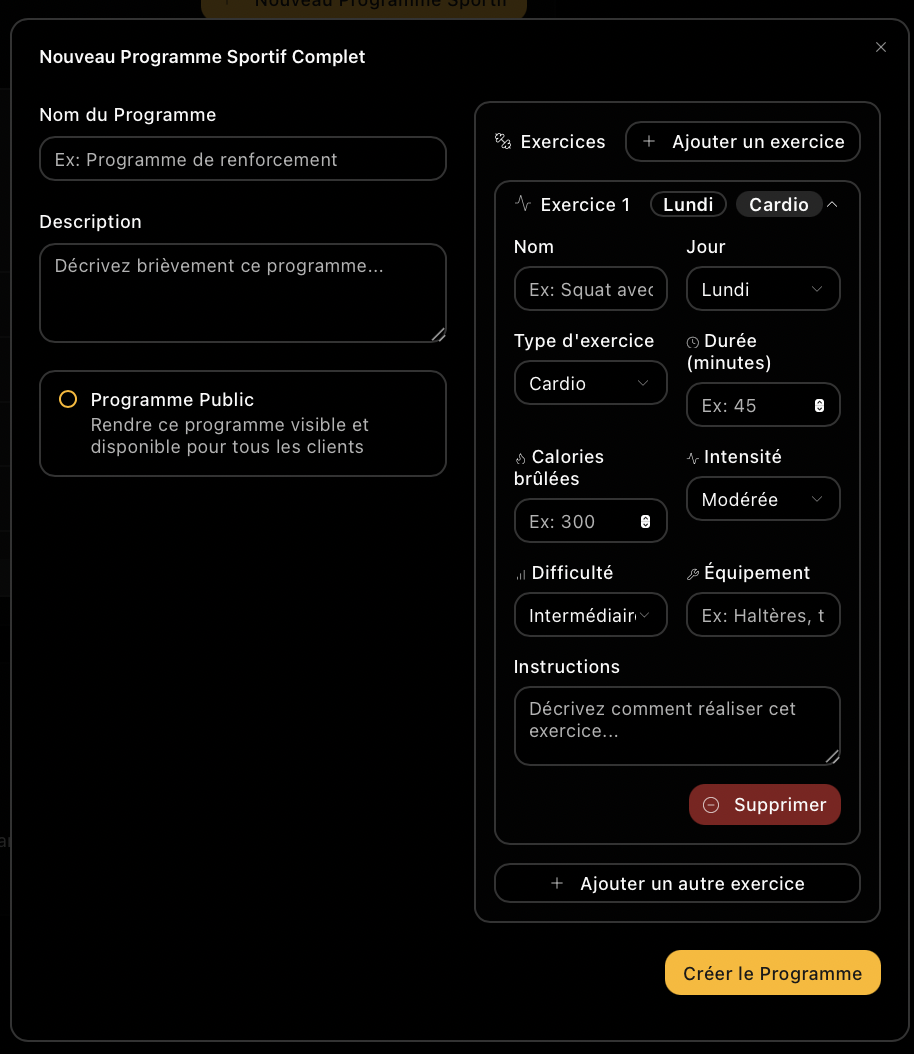 Nouveau Programme Sportif
Nouveau Programme Sportif Complet
Nom du Programme
Ex: Programme de renforcement
Description
Décrivez brièvement ce programme...
Programme Public
Rendre ce programme visible et
disponible pour tous les clients
Exercices
Ajouter un exercice
Exercice 1 Lundi Cardio
Nom Jour
Ex: Squat avec Lundi
Type d'exercice Durée
(minutes)
Cardio
Ex: 45
Calories
brûlées
Intensité
Ex: 300
Modérée
Difficulté Équipement
Intermédiair Ex: Haltères, t
Instructions
Décrivez comment réaliser cet
exercice...
Supprimer
Ajouter un autre exercice
Créer le Programme